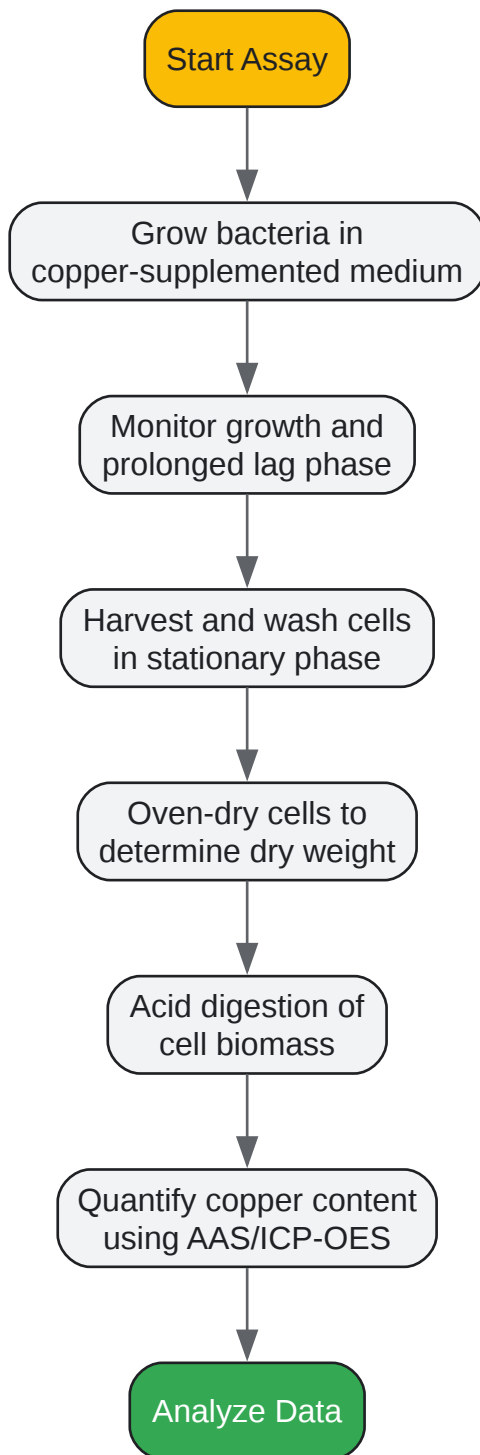 Start Assay
Grow bacteria in
copper-supplemented medium
Monitor growth and
prolonged lag phase
Harvest and wash cells
in stationary phase
Oven-dry cells to
determine dry weight
Acid digestion of
cell biomass
Quantify copper content
using AAS/ICP-OES
Analyze Data